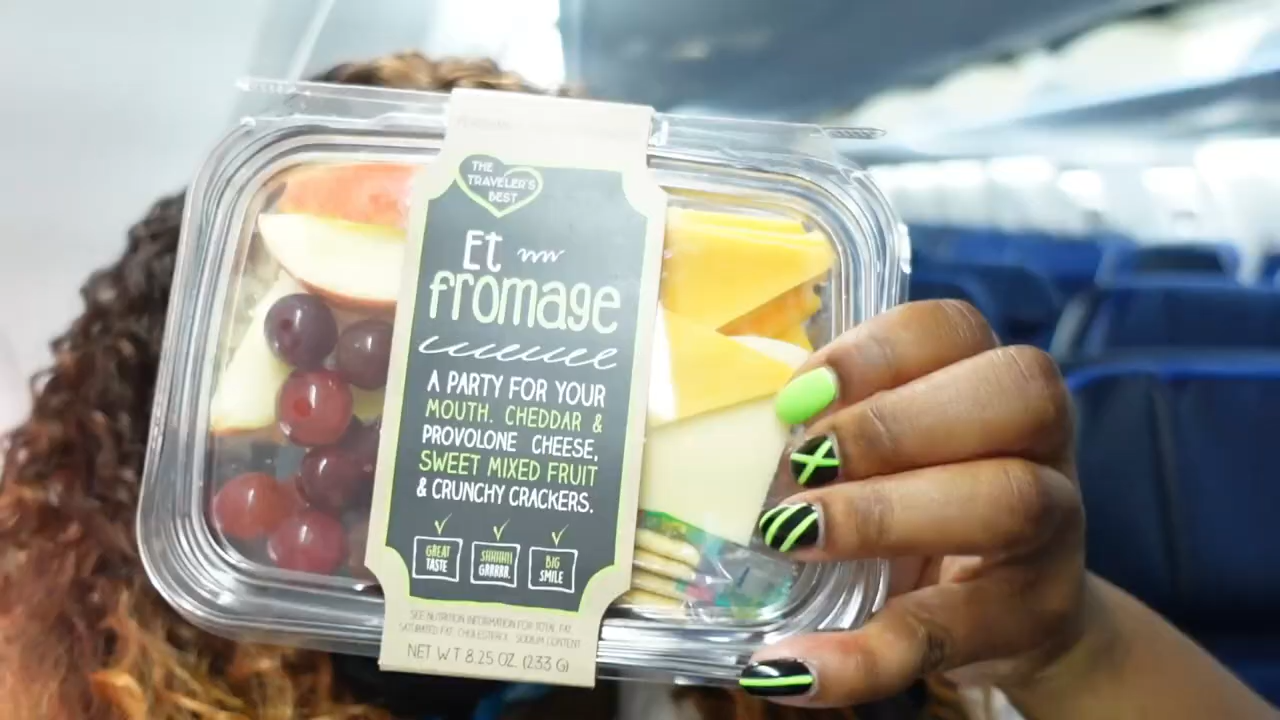 THE
TRAVELER'S
BEST
Et
fromage
A PARTY FOR YOUR
MOUTH. CHEDDAR &
PROVOLONE CHEESE,
SWEET MIXED FRUIT
& CRUNCHY CRACKERS.
GREAT TASTE
SHHHH! GRRRRR.
BIG SMILE
SEE NUTRITION INFORMATION FOR TOTAL FAT,
SATURATED FAT, CHOLESTEROL, SODIUM CONTENT
NET WT 8.25 OZ. (233 G)